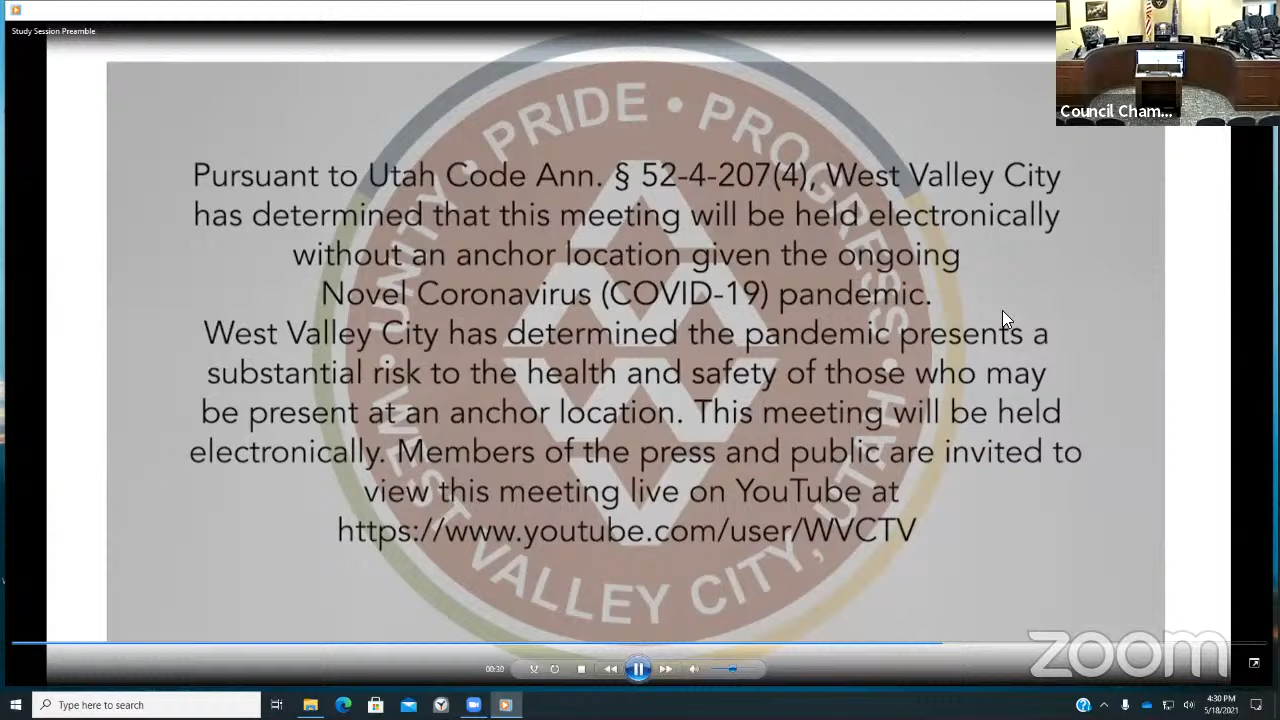 Study Session Preamble
Council Cham...
UNITY • PRIDE • PROGRESS
Pursuant to Utah Code Ann. § 52-4-207(4), West Valley City
has determined that this meeting will be held electronically
without an anchor location given the ongoing
Novel Coronavirus (COVID-19) pandemic.
West Valley City has determined the pandemic presents a
substantial risk to the health and safety of those who may
be present at an anchor location. This meeting will be held
electronically. Members of the press and public are invited to
view this meeting live on YouTube at
https://www.youtube.com/user/WVCTV
• WEST VALLEY CITY, UTAH •
zoom
00:30
Type here to search
4:30 PM
5/18/2021